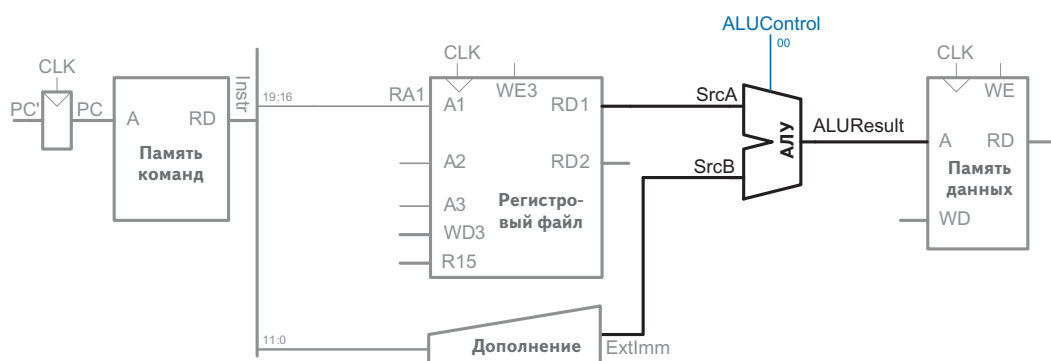 ALUControl
00
CLK
CLK
CLK
PC'
PC
A
RD
Память
команд
Instr
19:16
RA1
A1
WE3
RD1
A2
RD2
A3
WD3
R15
Регистро-
вый файл
SrcA
SrcB
АЛУ
ALUResult
WE
A
RD
Память
данных
WD
11:0
Дополнение
ExtImm